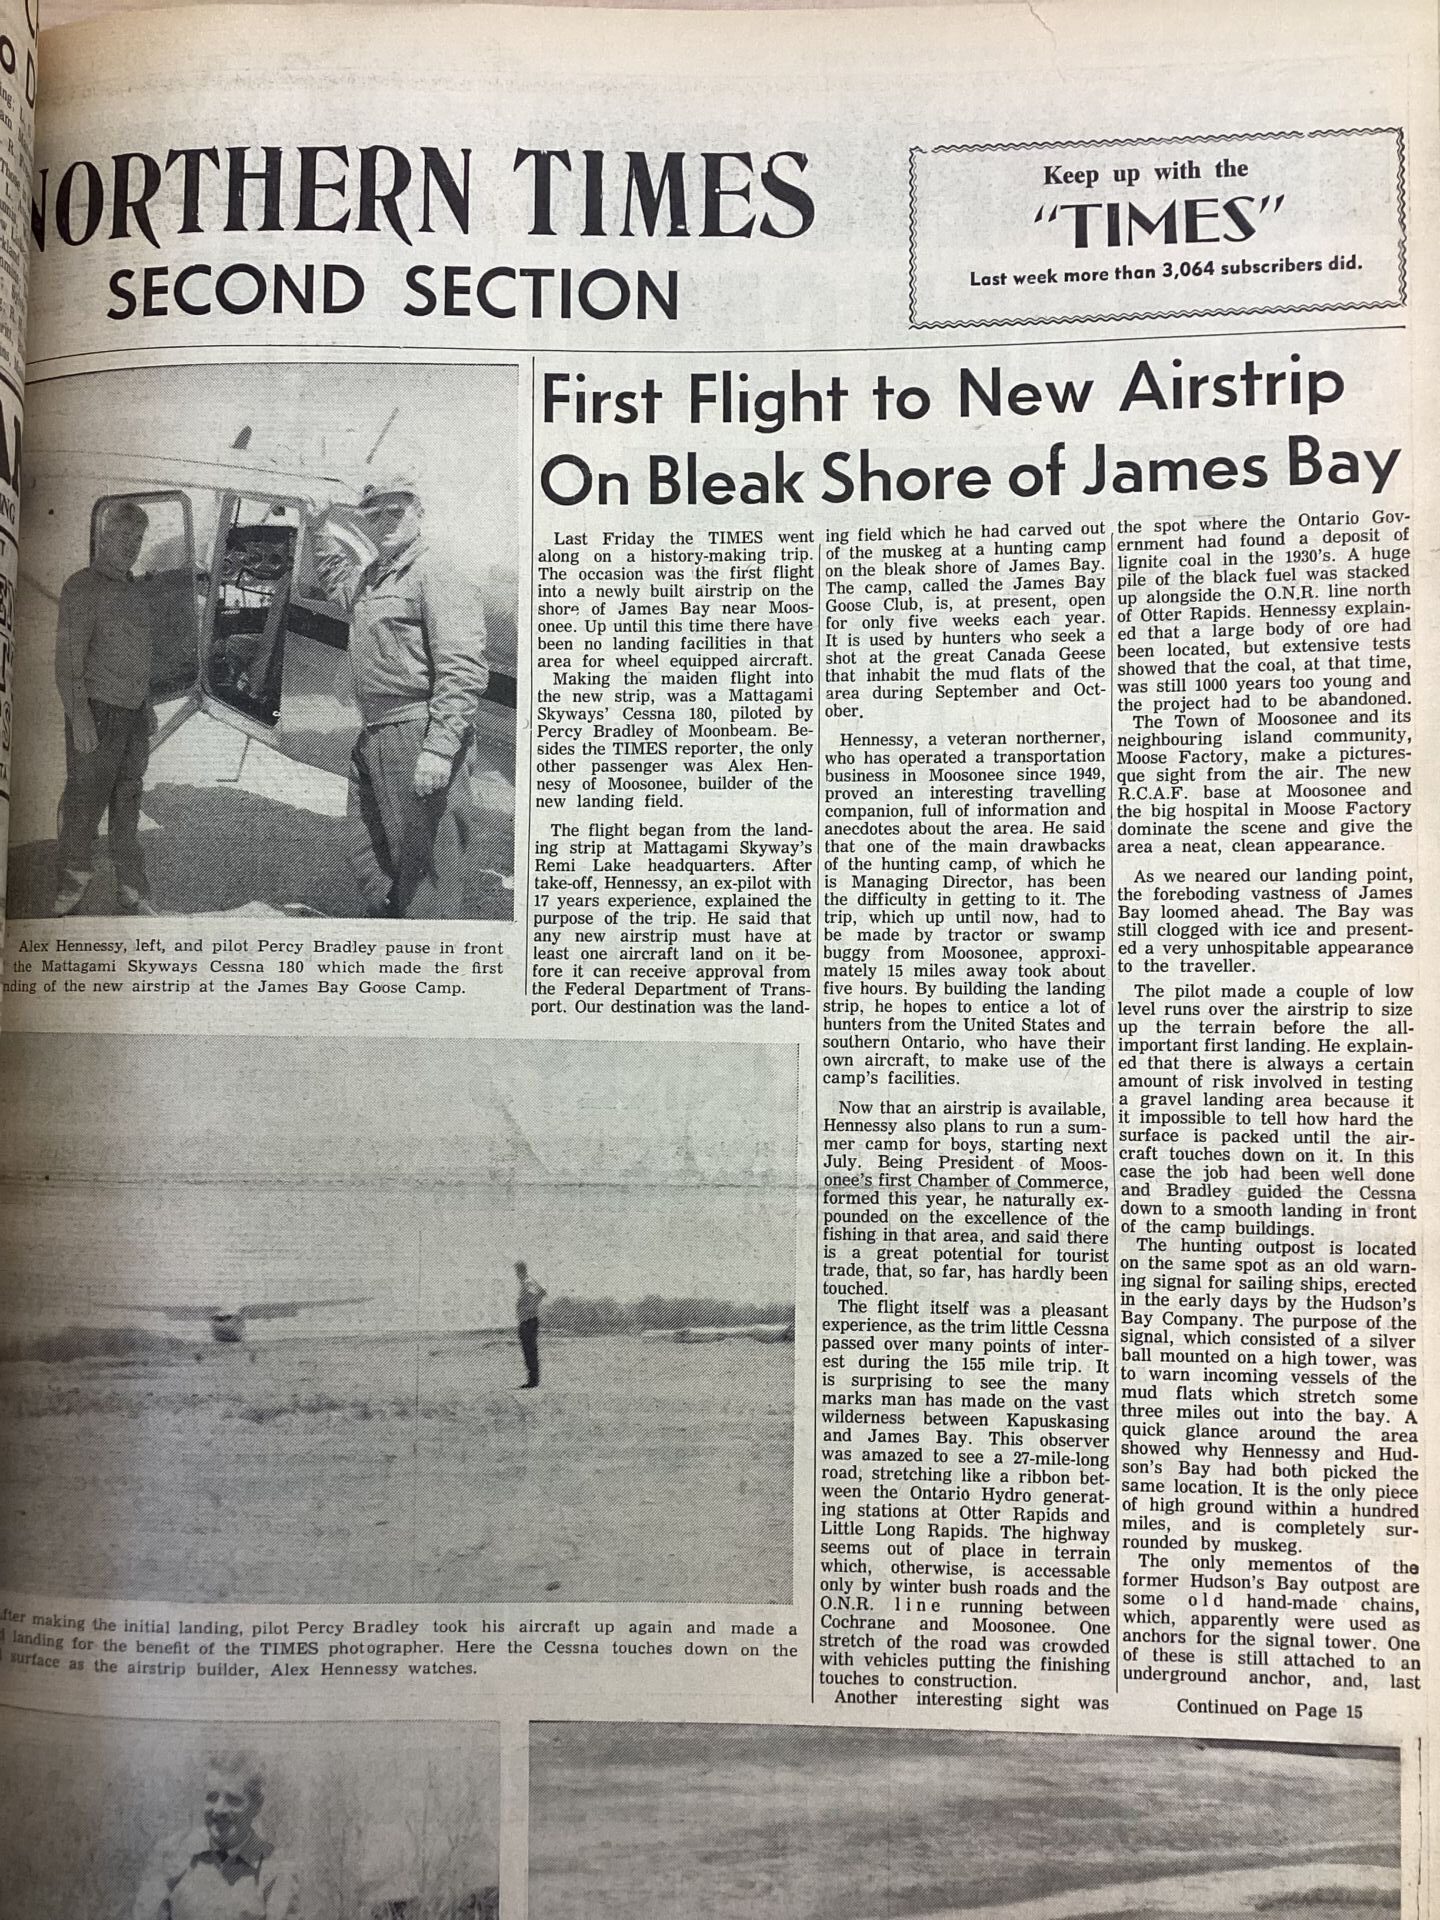 NORTHERN TIMES
SECOND SECTION
Keep up with the
"TIMES"
Last week more than 3,064 subscribers did.
First Flight to New Airstrip
On Bleak Shore of James Bay
Alex Hennessy, left, and pilot Percy Bradley pause in front
the Mattagami Skyways Cessna 180 which made the first
of the new airstrip at the James Bay Goose Camp.
Last Friday the TIMES went
along on a history-making trip.
The occasion was the first flight
into a newly built airstrip on the
shore of James Bay near Moos-
onee. Up until this time there have
been no landing facilities in that
area for wheel equipped aircraft.
Making the maiden flight into
the new strip, was a Mattagami
Skyways' Cessna 180, piloted by
Percy Bradley of Moonbeam. Be-
sides the TIMES reporter, the only
other passenger was Alex Hen-
nesy of Moosonee, builder of the
new landing field.
The flight began from the land-
ing strip at Mattagami Skyway's
Remi Lake headquarters. After
take-off, Hennessy, an ex-pilot with
17 years experience, explained the
purpose of the trip. He said that
any new airstrip must have at
least one aircraft land on it be-
fore it can receive approval from
the Federal Department of Trans-
port. Our destination was the land-
ing field which he had carved out
of the muskeg at a hunting camp
on the bleak shore of James Bay.
The camp, called the James Bay
Goose Club, is, at present, open
for only five weeks each year.
It is used by hunters who seek a
shot at the great Canada Geese
that inhabit the mud flats of the
area during September and Oct-
ober.
Hennessy, a veteran northerner,
who has operated a transportation
business in Moosonee since 1949,
proved an interesting travelling
companion, full of information and
anecdotes about the area. He said
that one of the main drawbacks
of the hunting camp, of which he
is Managing Director, has been
the difficulty in getting to it. The
trip, which up until now, had to
be made by tractor or swamp
buggy from Moosonee, approxi-
mately 15 miles away took about
five hours. By building the landing
strip, he hopes to entice a lot of
hunters from the United States and
southern Ontario, who have their
own aircraft, to make use of the
camp's facilities.
Now that an airstrip is available,
Hennessy also plans to run a sum-
mer camp for boys, starting next
July. Being President of Moos-
onee's first Chamber of Commerce,
formed this year, he naturally ex-
pounded on the excellence of the
fishing in that area, and said there
is a great potential for tourist
trade, that, so far, has hardly been
touched.
The flight itself was a pleasant
experience, as the trim little Cessna
passed over many points of inter-
est during the 155 mile trip. It
is surprising to see the many
marks man has made on the vast
wilderness between Kapuskasing
and James Bay. This observer
was amazed to see a 27-mile-long
road, stretching like a ribbon bet-
ween the Ontario Hydro generat-
ing stations at Otter Rapids and
Little Long Rapids. The highway
seems out of place in terrain
which, otherwise, is accessable
only by winter bush roads and the
O.N.R. line running between
Cochrane and Moosonee. One
stretch of the road was crowded
with vehicles putting the finishing
touches to construction.
Another interesting sight was
the spot where the Ontario Gov-
ernment had found a deposit of
lignite coal in the 1930's. A huge
pile of the black fuel was stacked
up alongside the O.N.R. line north
of Otter Rapids. Hennessy explain-
ed that a large body of ore had
been located, but extensive tests
showed that the coal, at that time,
was still 1000 years too young and
the project had to be abandoned.
The Town of Moosonee and its
neighbouring island community,
Moose Factory, make a pictures-
que sight from the air. The new
R.C.A.F. base at Moosonee and
the big hospital in Moose Factory
dominate the scene and give the
area a neat, clean appearance.
As we neared our landing point,
the foreboding vastness of James
Bay loomed ahead. The Bay was
still clogged with ice and present-
ed a very unhospitable appearance
to the traveller.
The pilot made a couple of low
level runs over the airstrip to size
up the terrain before the all-
important first landing. He explain-
ed that there is always a certain
amount of risk involved in testing
a gravel landing area because it
it impossible to tell how hard the
surface is packed until the air-
craft touches down on it. In this
case the job had been well done
and Bradley guided the Cessna
down to a smooth landing in front
of the camp buildings.
The hunting outpost is located
on the same spot as an old warn-
ing signal for sailing ships, erected
in the early days by the Hudson's
Bay Company. The purpose of the
signal, which consisted of a silver
ball mounted on a high tower, was
to warn incoming vessels of the
mud flats which stretch some
three miles out into the bay. A
quick glance around the area
showed why Hennessy and Hud-
son's Bay had both picked the
same location. It is the only piece
of high ground within a hundred
miles, and is completely sur-
rounded by muskeg.
The only mementos of the
former Hudson's Bay outpost are
some old hand-made chains,
which, apparently were used as
anchors for the signal tower. One
of these is still attached to an
underground anchor, and, last
Continued on Page 15
making the initial landing, pilot Percy Bradley took his aircraft up again and made a
landing for the benefit of the TIMES photographer. Here the Cessna touches down on the
surface as the airstrip builder, Alex Hennessy watches.